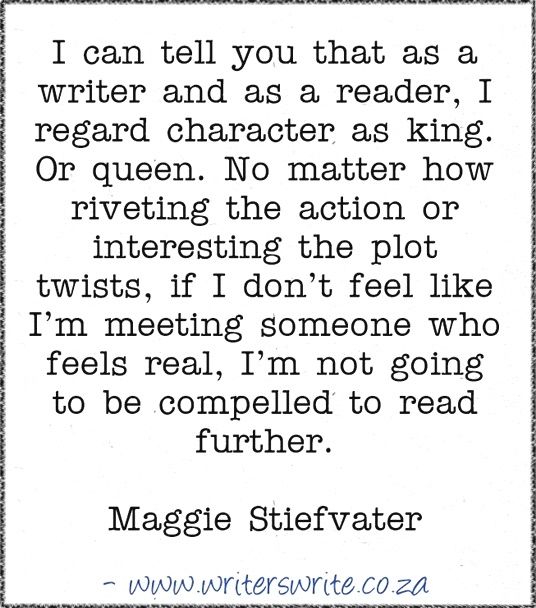 I can tell you that as a
writer and as a reader, I
regard character as king.
Or queen. No matter how
riveting the action or
interesting the plot
twists, if I don’t feel like
I’m meeting someone who
feels real, I’m not going
to be compelled to read
further.
Maggie Stiefvater
- www.writerswrite.co.za